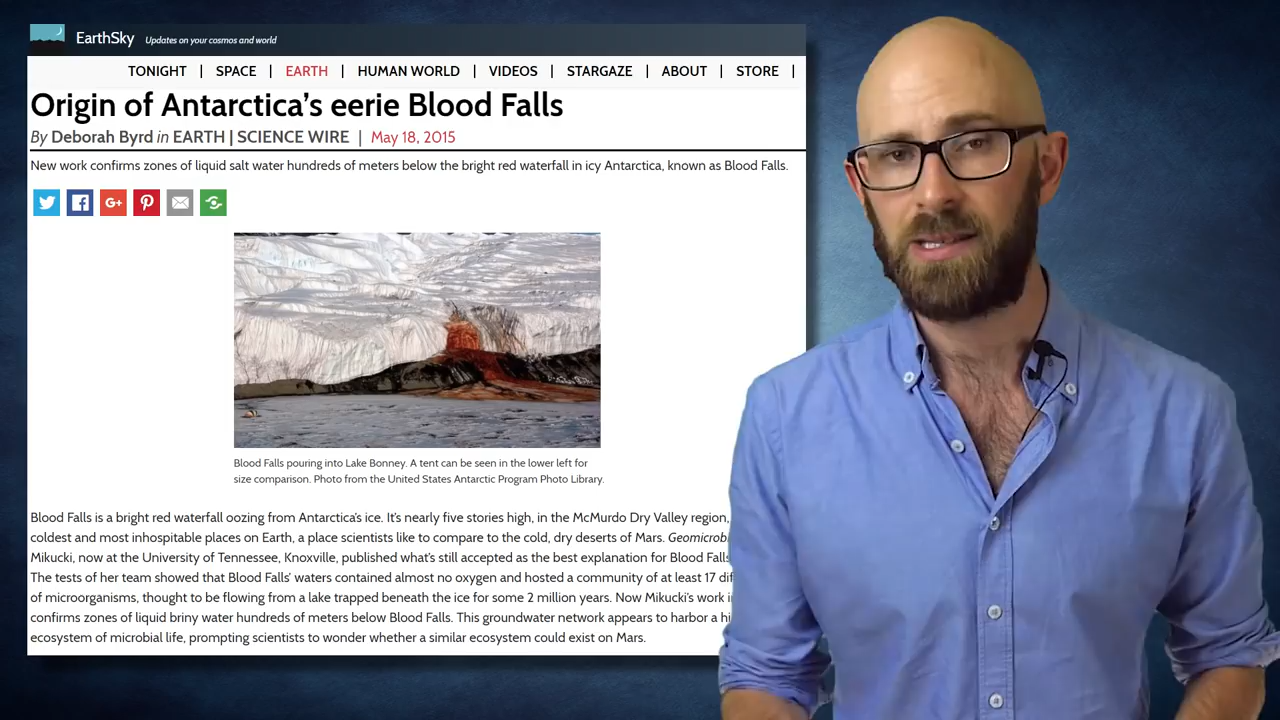 EarthSky Updates on your cosmos and world
TONIGHT | SPACE | EARTH | HUMAN WORLD | VIDEOS | STARGAZE | ABOUT | STORE |
Origin of Antarctica's eerie Blood Falls
By Deborah Byrd in EARTH | SCIENCE WIRE | May 18, 2015
New work confirms zones of liquid salt water hundreds of meters below the bright red waterfall in icy Antarctica, known as Blood Falls.
G+
Blood Falls pouring into Lake Bonney. A tent can be seen in the lower left for
size comparison. Photo from the United States Antarctic Program Photo Library.
Blood Falls is a bright red waterfall oozing from Antarctica's ice. It's nearly five stories high, in the McMurdo Dry Valley region,
coldest and most inhospitable places on Earth, a place scientists like to compare to the cold, dry deserts of Mars.
Mikucki, now at the University of Tennessee, Knoxville, published what's still accepted as the best explanation for Blood
The tests of her team showed that Blood Falls' waters contained almost no oxygen and hosted a community of at least 17
of microorganisms, thought to be flowing from a lake trapped beneath the ice for some 2 million years. Now Mikucki's work
confirms zones of liquid briny water hundreds of meters below Blood Falls. This groundwater network appears to harbor a
ecosystem of microbial life, prompting scientists to wonder whether a similar ecosystem could exist on Mars.